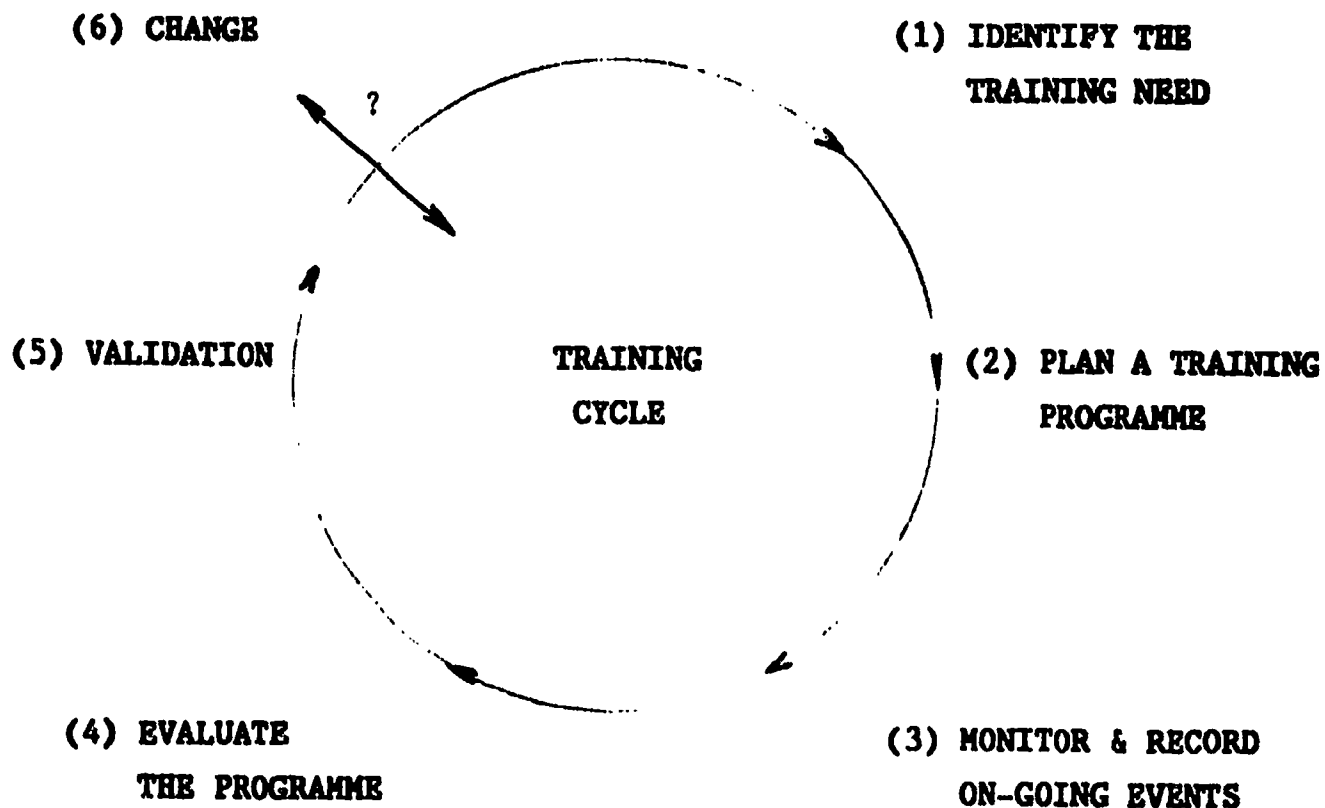 (6) CHANGE
(1) IDENTIFY THE
TRAINING NEED
?
(5) VALIDATION
TRAINING
CYCLE
(2) PLAN A TRAINING
PROGRAMME
(4) EVALUATE
THE PROGRAMME
(3) MONITOR & RECORD
ON-GOING EVENTS